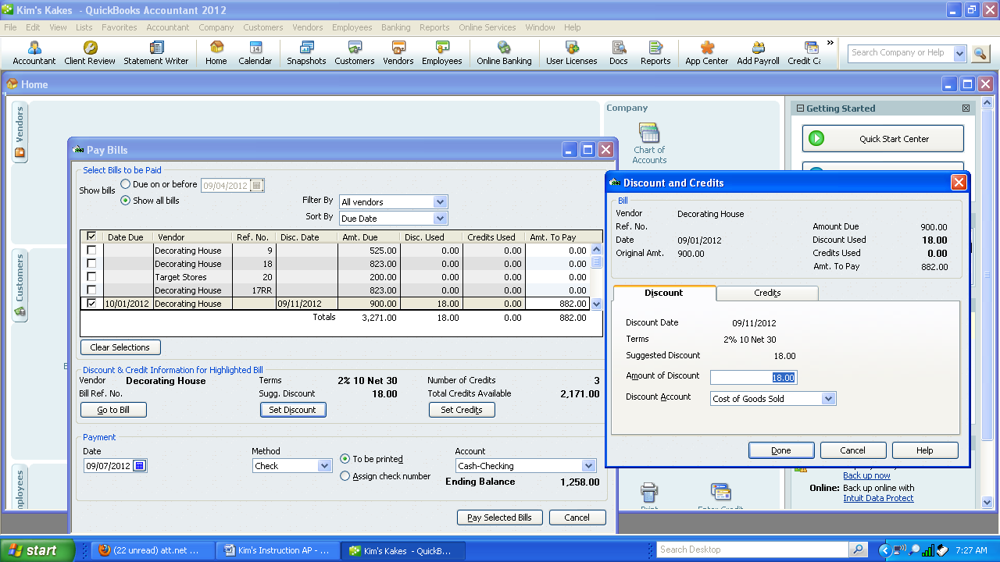 Kim's Kakes - QuickBooks Accountant 2012
File Edit View Lists Favorites Accountant Company Customers Vendors Employees Banking Reports Online Services Window Help
Accountant Client Review Statement Writer Home Calendar Snapshots Customers Vendors Employees Online Banking User Licenses Docs Reports App Center Add Payroll Credit Ca
Search Company or Help
Home
Vendors
Customers
Company
Chart of
Accounts
Getting Started
Quick Start Center
Pay Bills
Select Bills to be Paid
Show bills
Due on or before 09/04/2012
Show all bills
Filter By All vendors
Sort By Due Date
Date Due Vendor Ref. No. Disc. Date Amt. Due Disc. Used Credits Used Amt. To Pay
Decorating House 9 525.00 0.00 0.00 0.00
Decorating House 18 823.00 0.00 0.00 0.00
Target Stores 20 200.00 0.00 0.00 0.00
Decorating House 17RR 823.00 0.00 0.00 0.00
10/01/2012 Decorating House 09/11/2012 900.00 18.00 0.00 882.00
Totals 3,271.00 18.00 0.00 882.00
Clear Selections
Discount & Credit Information for Highlighted Bill
Vendor Decorating House Terms 2% 10 Net 30 Number of Credits 3
Bill Ref. No. Sugg. Discount 18.00 Total Credits Available 2,171.00
Go to Bill Set Discount Set Credits
Payment
Date Method Account
09/07/2012 Check To be printed Cash-Checking
Assign check number
Ending Balance 1,258.00
Pay Selected Bills Cancel
Discount and Credits
Bill
Vendor Decorating House
Ref. No. Amount Due 900.00
Date 09/01/2012 Discount Used 18.00
Original Amt. 900.00 Credits Used 0.00
Amt. To Pay 882.00
Discount Credits
Discount Date 09/11/2012
Terms 2% 10 Net 30
Suggested Discount 18.00
Amount of Discount 18.00
Discount Account Cost of Goods Sold
Done Cancel Help
Back up now
Online: Back up online with
Intuit Data Protect
Print Enter Credit
ployees
start (22 unread) att.net ... Kim's Instruction AP - ... Kim's Kakes - QuickB... Search Desktop 7:27 AM